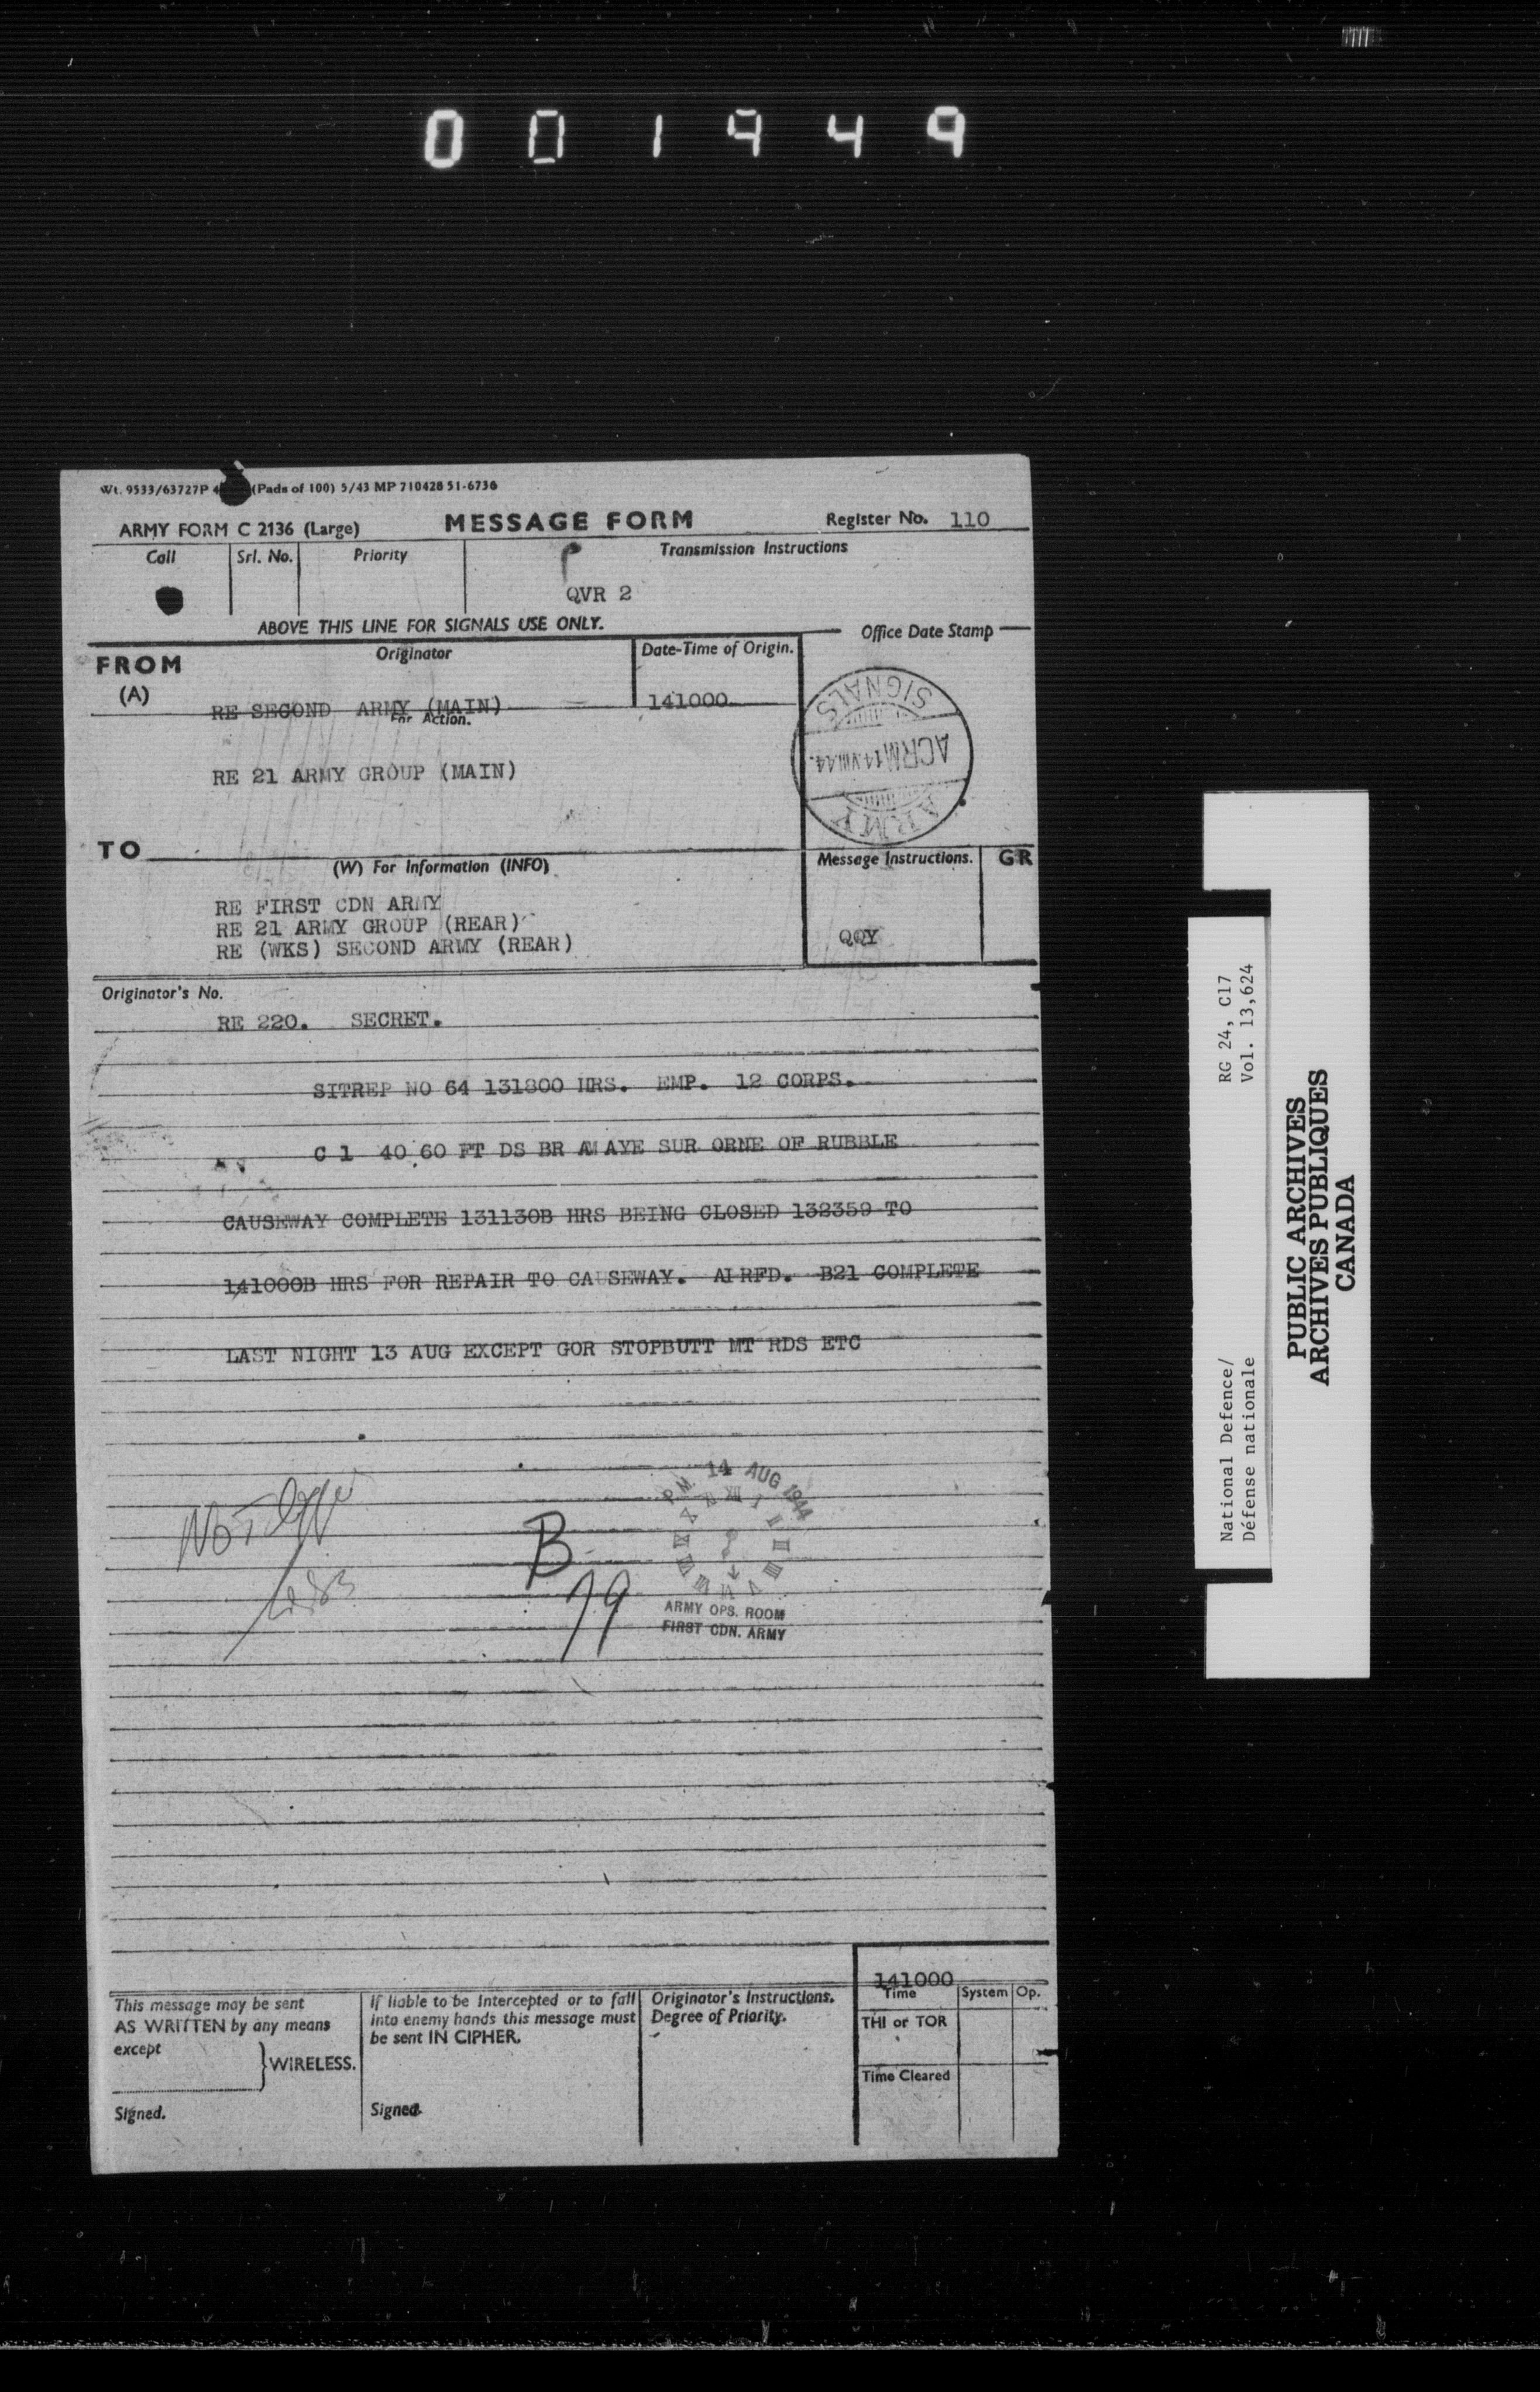 001949
Wt. 9533/63727P 4 (Pads of 100) 5/43 MP 710428 51-6736
ARMY FORM C 2136 (Large) MESSAGE FORM Register No. 110
Call Srl. No. Priority Transmission Instructions
QVR 2
ABOVE THIS LINE FOR SIGNALS USE ONLY.
Office Date Stamp
FROM (A) Originator Date-Time of Origin.
RE SECOND ARMY (MAIN) 141000
For Action.
ARMY SIGNALS
ACRM 14.VIII.44.
RE 21 ARMY GROUP (MAIN)
TO
(W) For Information (INFO) Message Instructions. GR
RE FIRST CDN ARMY
RE 21 ARMY GROUP (REAR)
RE (WKS) SECOND ARMY (REAR)
QQY
Originator's No.
RE 220. SECRET.
SITREP NO 64 131800 HRS. EMP. 12 CORPS.
C 1 40 60 FT DS BR AMAYE SUR ORNE OF RUBBLE
CAUSEWAY COMPLETE 131130B HRS BEING CLOSED 132359 TO
141000B HRS FOR REPAIR TO CAUSEWAY. AIRFD. B21 COMPLETE
LAST NIGHT 13 AUG EXCEPT GOR STOPBUTT MT RDS ETC
P.M. 14 AUG 1944
B
19
ARMY OPS. ROOM
FIRST CDN. ARMY
141000
Time System Op.
THI or TOR
Time Cleared
This message may be sent
AS WRITTEN by any means
except
WIRELESS.
Signed.
If liable to be intercepted or to fall
into enemy hands this message must
be sent IN CIPHER.
Signed.
Originator's Instructions.
Degree of Priority.
RG 24, C17
Vol. 13,624
National Defence/
Défense nationale
PUBLIC ARCHIVES
ARCHIVES PUBLIQUES
CANADA